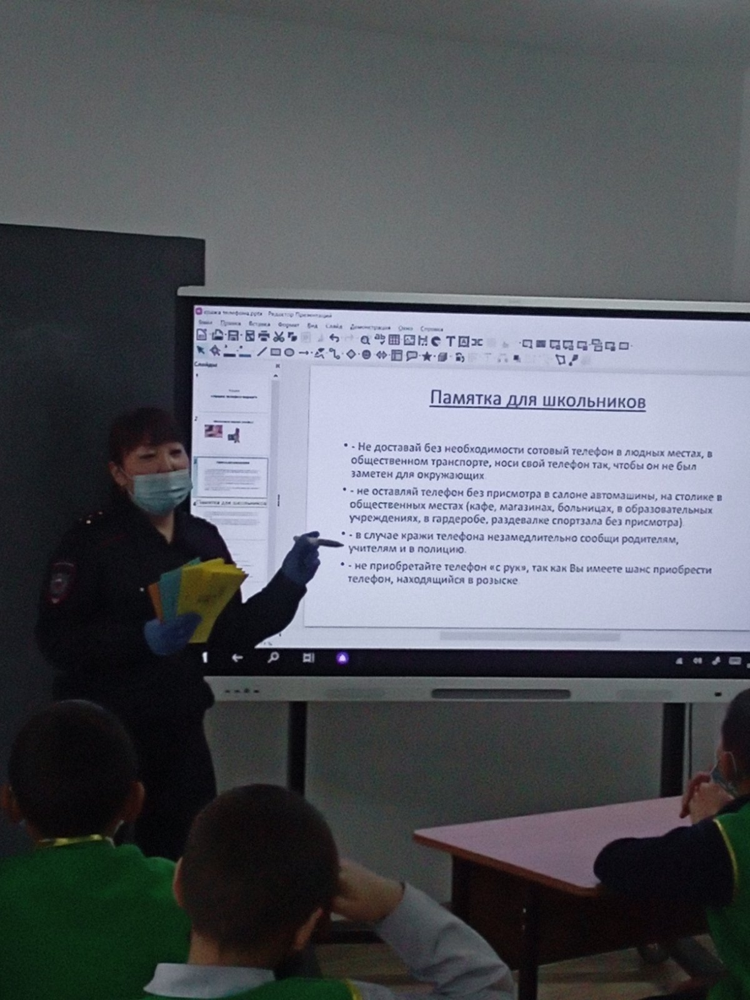 кража телефона.pptx - Редактор Презентаций
Файл Правка Вставка Формат Вид Слайд Демонстрация Окно Справка
Слайды
1
2
Памятка для школьников
Памятка для школьников
• - Не доставай без необходимости сотовый телефон в людных местах, в
общественном транспорте, носи свой телефон так, чтобы он не был
заметен для окружающих.
• - не оставляй телефон без присмотра в салоне автомашины, на столике в
общественных местах (кафе, магазинах, больницах, в образовательных
учреждениях, в гардеробе, раздевалке спортзала без присмотра).
• - в случае кражи телефона незамедлительно сообщи родителям,
учителям и в полицию.
• - не приобретайте телефон «с рук», так как Вы имеете шанс приобрести
телефон, находящийся в розыске